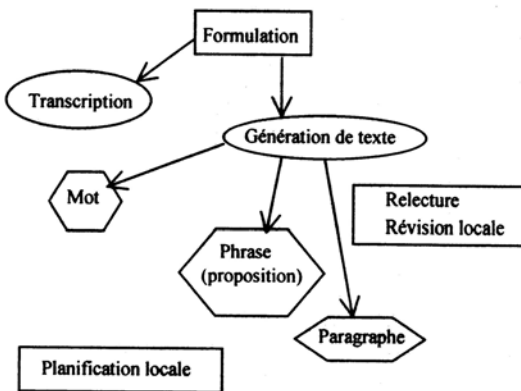 Formulation
Transcription
Génération de texte
Mot
Relecture
Révision locale
Phrase
(proposition)
Paragraphe
Planification locale